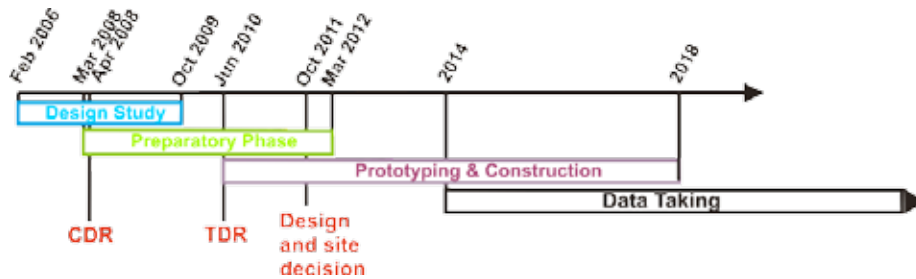 Feb 2006
Mar 2008
Apr 2008
Oct 2009
Jun 2010
Oct 2011
Mar 2012
2014
2018
Design Study
Preparatory Phase
Prototyping & Construction
Data Taking
CDR
TDR
Design
and site
decision